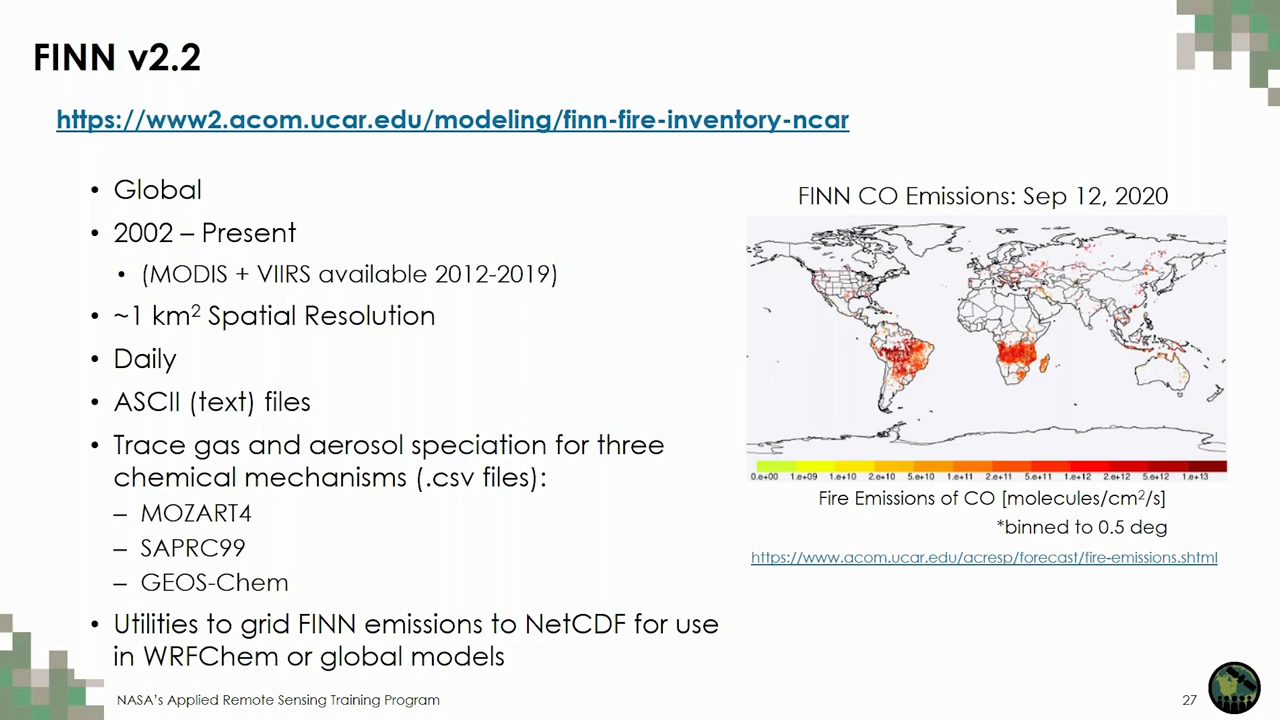 FINN v2.2
https://www2.acom.ucar.edu/modeling/finn-fire-inventory-ncar
• Global
• 2002 – Present
• (MODIS + VIIRS available 2012-2019)
• ~1 km² Spatial Resolution
• Daily
• ASCII (text) files
• Trace gas and aerosol speciation for three
chemical mechanisms (.csv files):
– MOZART4
– SAPRC99
– GEOS-Chem
• Utilities to grid FINN emissions to NetCDF for use
in WRFChem or global models
FINN CO Emissions: Sep 12, 2020
0.e+00 1.e+09 1.e+10 2.e+10 5.e+10 1.e+11 2.e+11 5.e+11 1.e+12 2.e+12 5.e+12 1.e+13
Fire Emissions of CO [molecules/cm²/s]
*binned to 0.5 deg
https://www.acom.ucar.edu/acresp/forecast/fire-emissions.shtml
NASA's Applied Remote Sensing Training Program
27